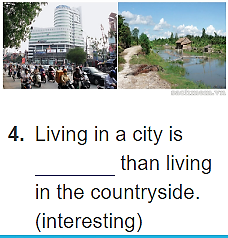 4. Living in a city is
________ than living
in the countryside.
(interesting)